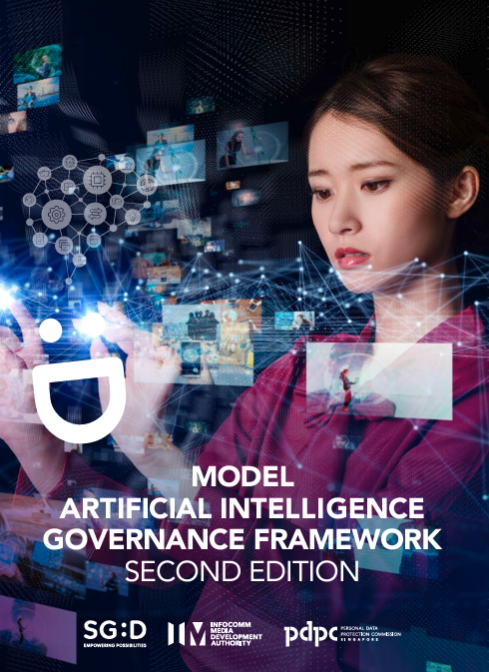 MODEL
ARTIFICIAL INTELLIGENCE
GOVERNANCE FRAMEWORK
SECOND EDITION
SG:D
EMPOWERING POSSIBILITIES
IM
INFOCOMM
MEDIA
DEVELOPMENT
AUTHORITY
pdpc
PERSONAL DATA
PROTECTION COMMISSION
SINGAPORE